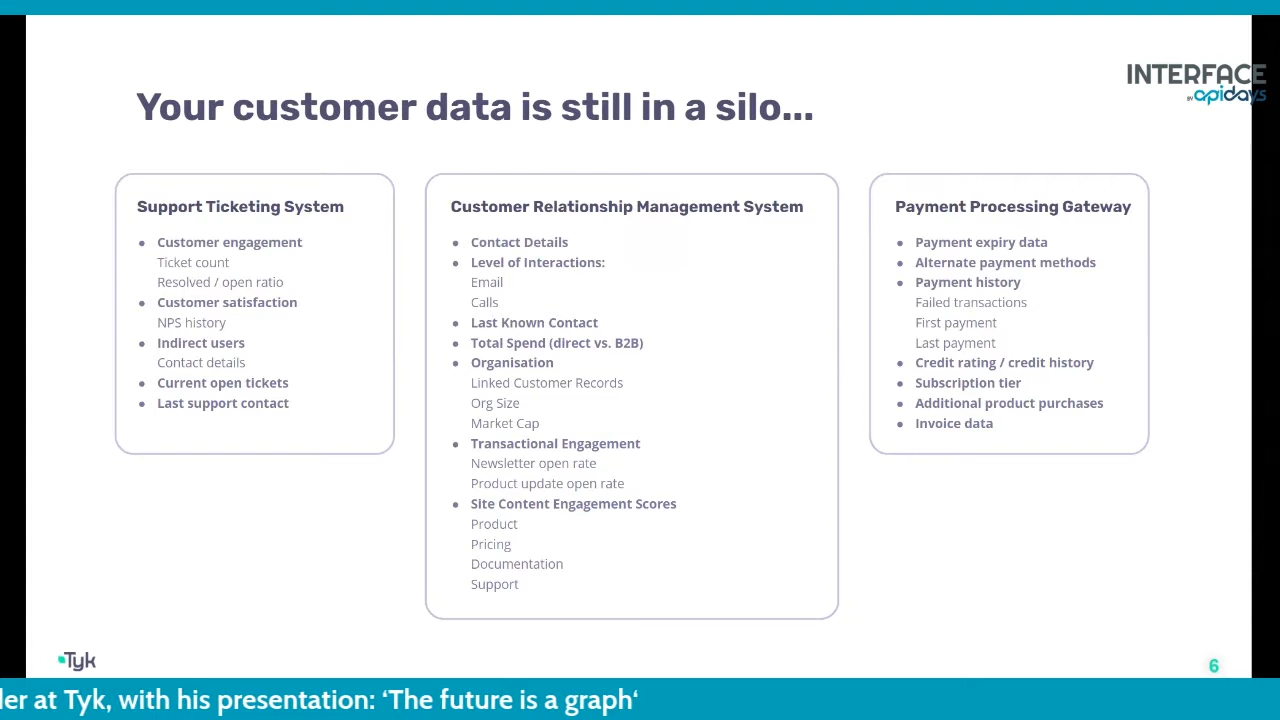 INTERFACE
BY apidays
Your customer data is still in a silo...
Support Ticketing System
● Customer engagement
Ticket count
Resolved / open ratio
● Customer satisfaction
NPS history
● Indirect users
Contact details
● Current open tickets
● Last support contact
Customer Relationship Management System
● Contact Details
● Level of Interactions:
Email
Calls
● Last Known Contact
● Total Spend (direct vs. B2B)
● Organisation
Linked Customer Records
Org Size
Market Cap
● Transactional Engagement
Newsletter open rate
Product update open rate
● Site Content Engagement Scores
Product
Pricing
Documentation
Support
Payment Processing Gateway
● Payment expiry data
● Alternate payment methods
● Payment history
Failed transactions
First payment
Last payment
● Credit rating / credit history
● Subscription tier
● Additional product purchases
● Invoice data
Tyk
6
der at Tyk, with his presentation: ‘The future is a graph‘